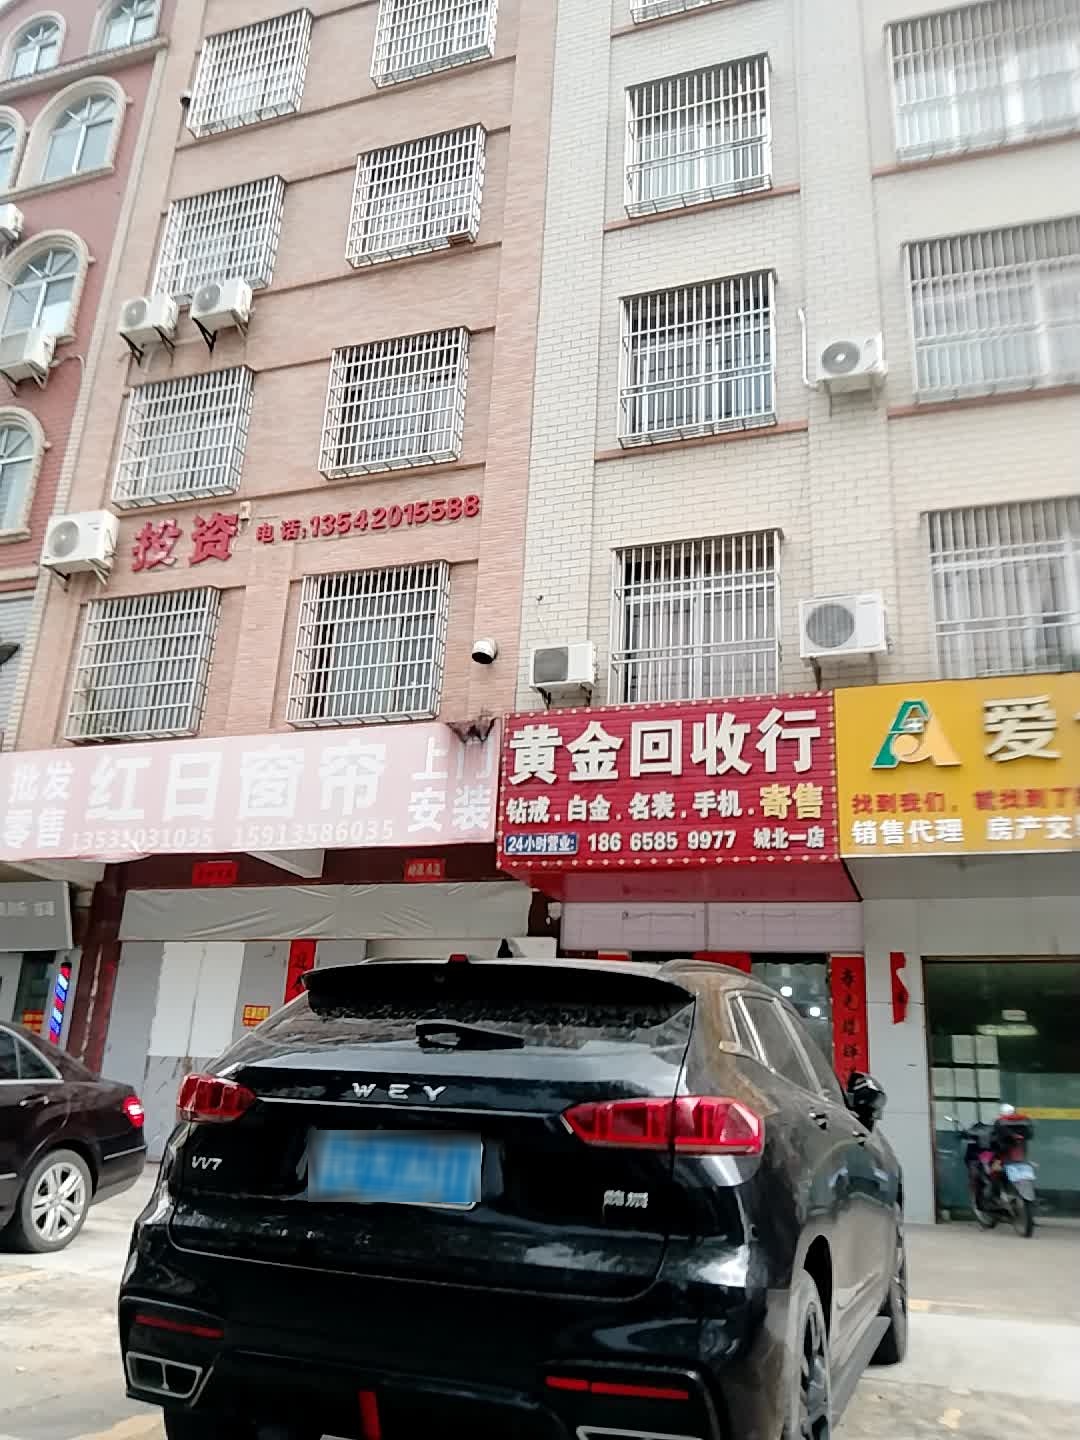 投资 电话:13542015588
批发
零售
红日窗帘
上门
安装
13531031035 15913586035
黄金回收行
钻戒.白金.名表.手机.寄售
24小时营业: 186 6585 9977 城北一店
爱
找到我们,就找到了
销售代理 房产交
WEY
VV7